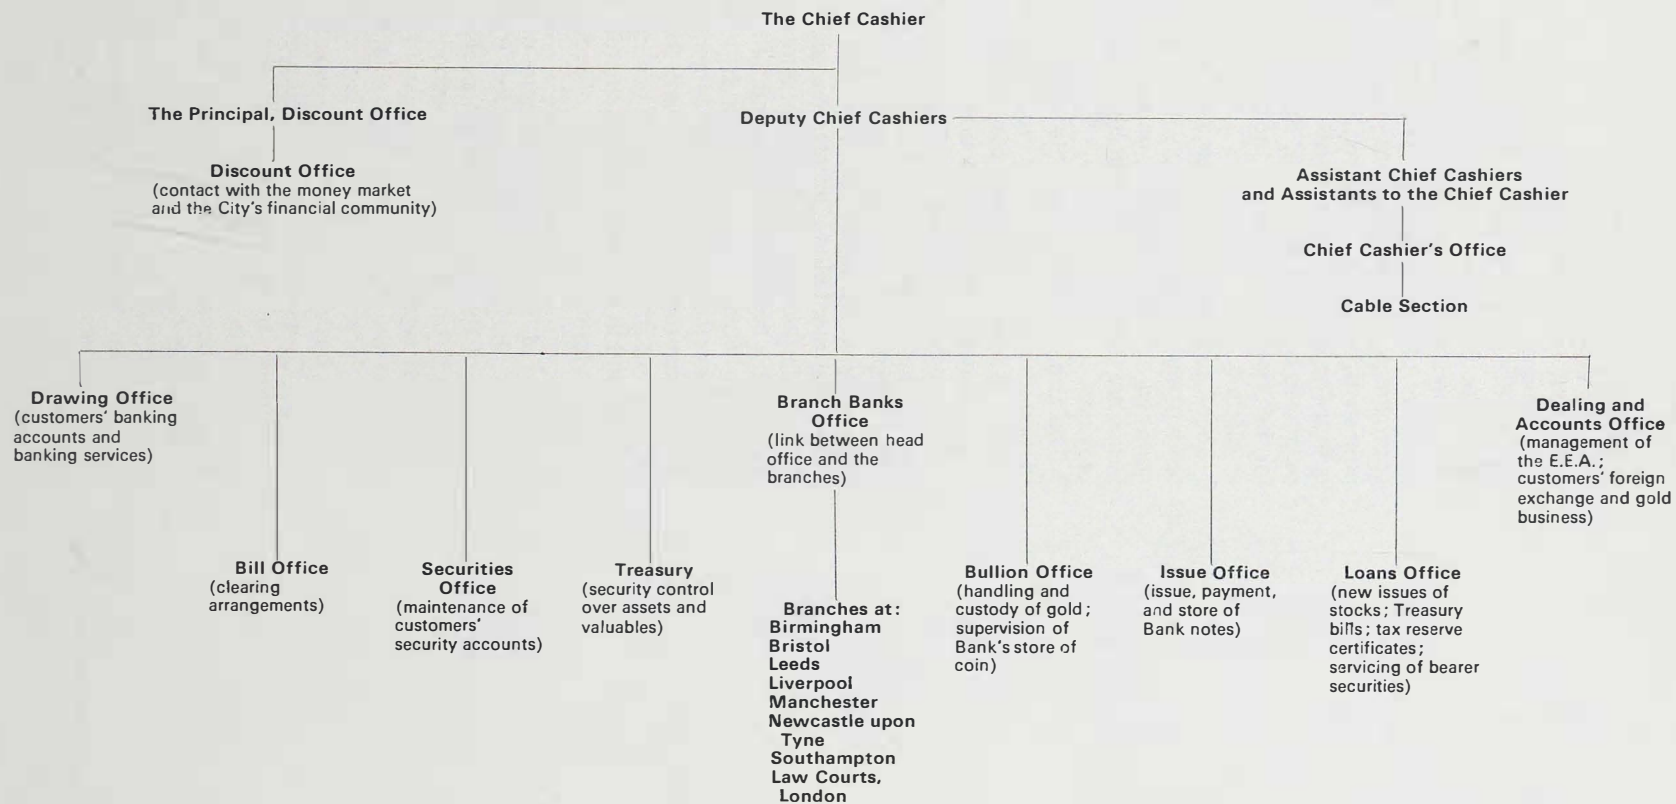 The Chief Cashier
The Principal, Discount Office
Deputy Chief Cashiers
Discount Office
(contact with the money market
and the City's financial community)
Assistant Chief Cashiers
and Assistants to the Chief Cashier
Chief Cashier's Office
Cable Section
Drawing Office
(customers' banking
accounts and
banking services)
Branch Banks
Office
(link between head
office and the
branches)
Dealing and
Accounts Office
(management of
the E.E.A.;
customers' foreign
exchange and gold
business)
Bill Office
(clearing
arrangements)
Securities
Office
(maintenance of
customers'
security accounts)
Treasury
(security control
over assets and
valuables)
Branches at:
Birmingham
Bristol
Leeds
Liverpool
Manchester
Newcastle upon
Tyne
Southampton
Law Courts,
London
Bullion Office
(handling and
custody of gold;
supervision of
Bank's store of
coin)
Issue Office
(issue, payment,
and store of
Bank notes)
Loans Office
(new issues of
stocks; Treasury
bills; tax reserve
certificates;
servicing of bearer
securities)